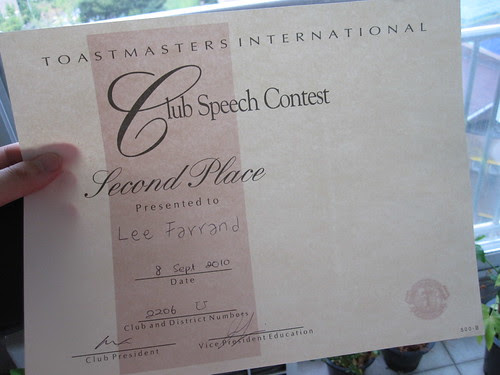 TOASTMASTERS INTERNATIONAL
Club Speech Contest
Second Place
Presented to
Lee Farrand
8 Sept 2010
Date
2206
Club and District Numbers
Club President
Vice President Education